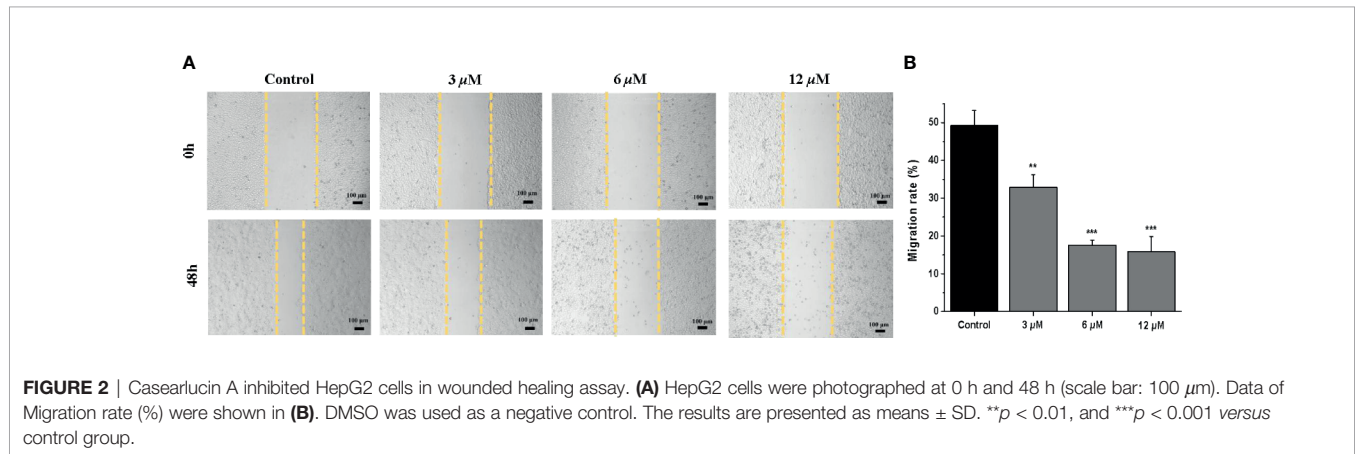 A
B
Control 3 μM 6 μM 12 μM
0h
100 μm 100 μm 100 μm 100 μm
48h
100 μm 100 μm 100 μm 100 μm
Migration rate (%)
50
40
30
20
10
0
** *** ***
Control 3 μM 6 μM 12 μM
FIGURE 2 | Casearlucin A inhibited HepG2 cells in wounded healing assay. (A) HepG2 cells were photographed at 0 h and 48 h (scale bar: 100 μm). Data of
Migration rate (%) were shown in (B). DMSO was used as a negative control. The results are presented as means ± SD. **p < 0.01, and ***p < 0.001 versus
control group.